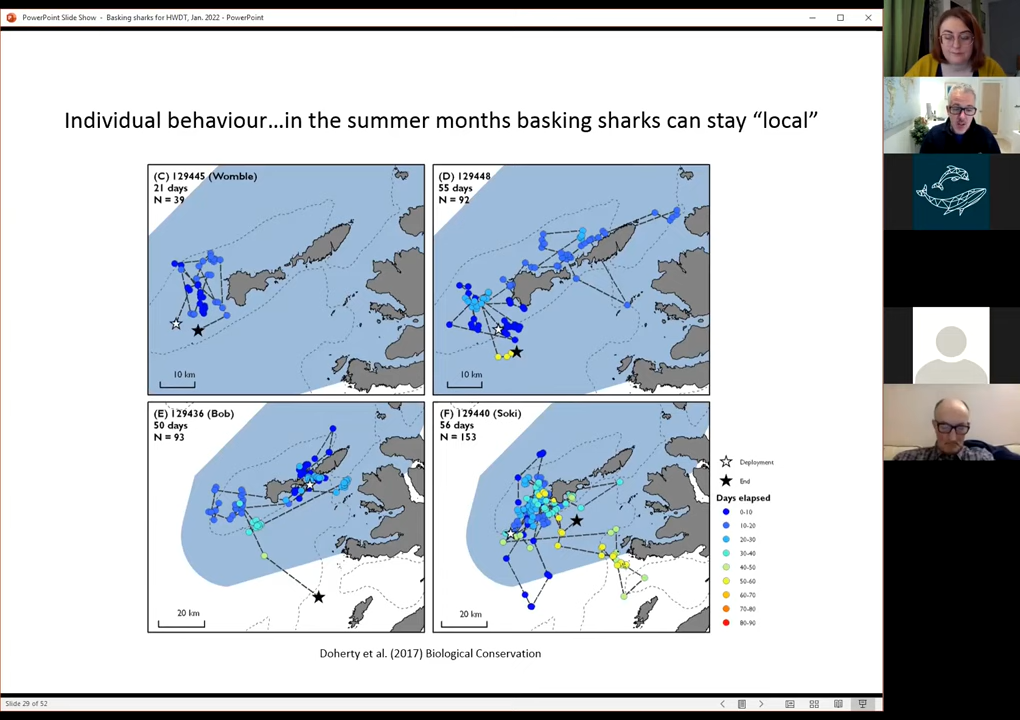 PowerPoint Slide Show - Basking sharks for HWDT, Jan. 2022 - PowerPoint
Individual behaviour...in the summer months basking sharks can stay “local”
(C) 129445 (Womble)
21 days
N = 39
10 km
(D) 129448
55 days
N = 92
10 km
(E) 129436 (Bob)
50 days
N = 93
20 km
(F) 129440 (Soki)
56 days
N = 153
20 km
Deployment
End
Days elapsed
0-10
10-20
20-30
30-40
40-50
50-60
60-70
70-80
80-90
Doherty et al. (2017) Biological Conservation
Slide 29 of 52